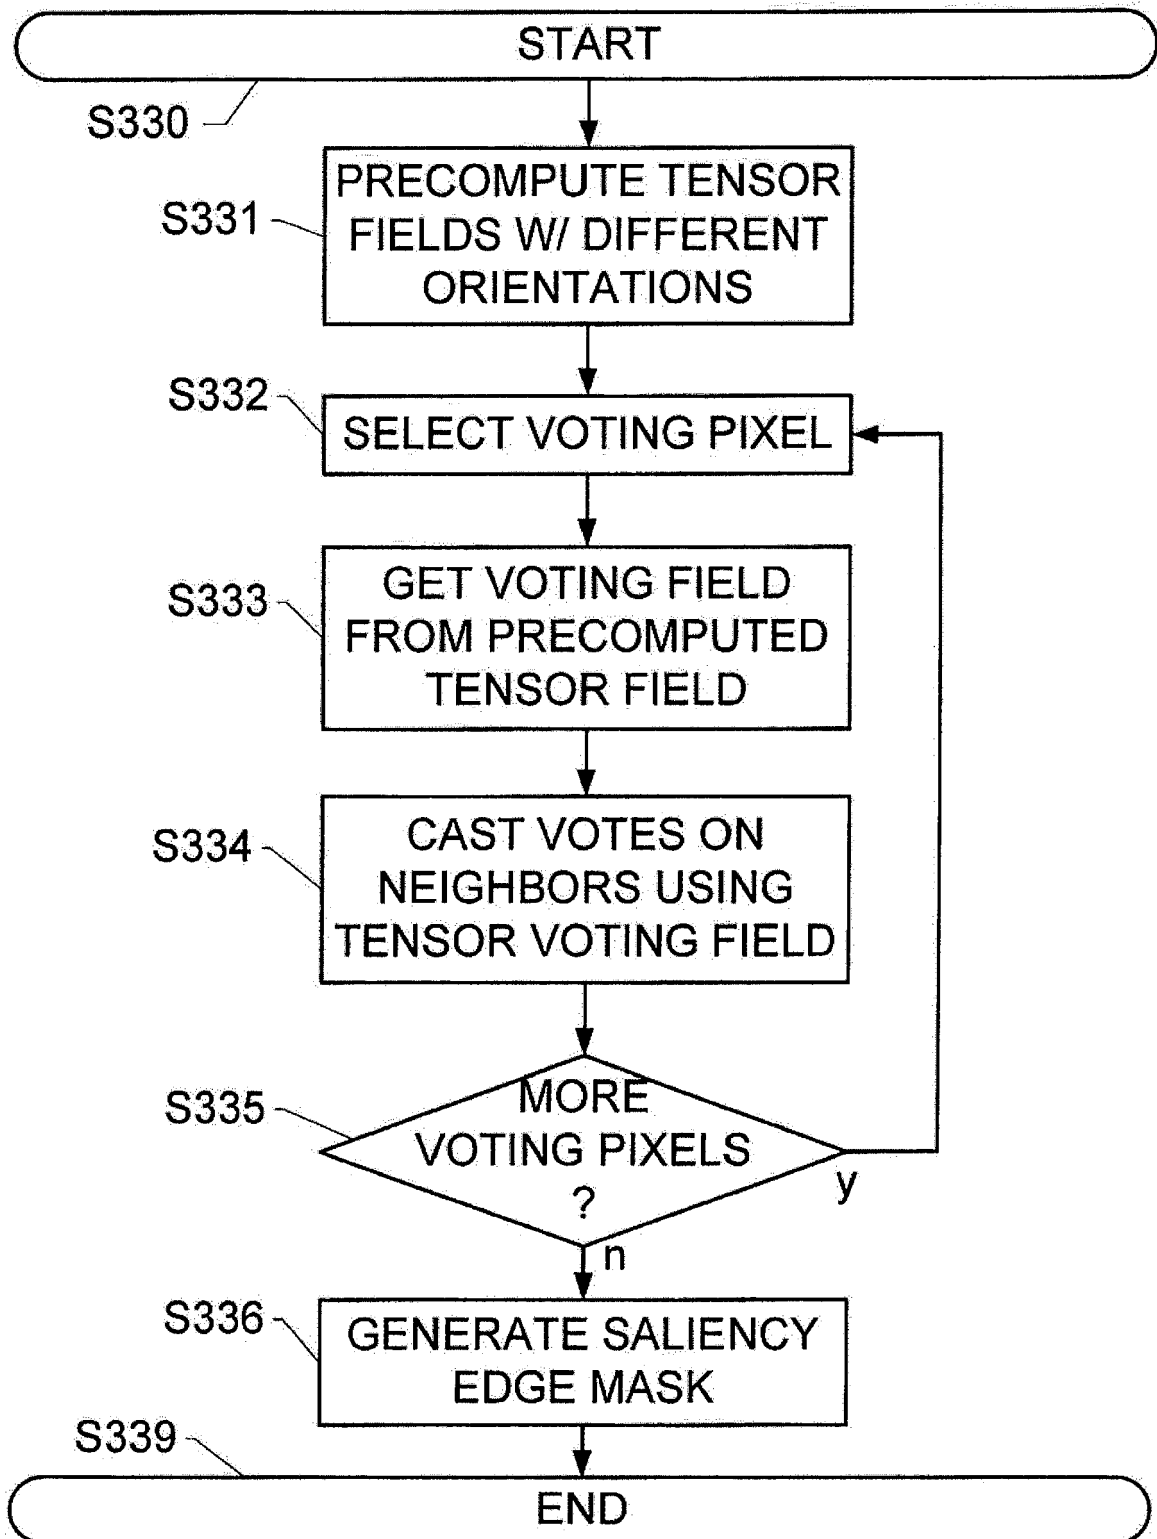 START
S330
PRECOMPUTE TENSOR
FIELDS W/ DIFFERENT
ORIENTATIONS
S331
S332
SELECT VOTING PIXEL
S333
GET VOTING FIELD
FROM PRECOMPUTED
TENSOR FIELD
S334
CAST VOTES ON
NEIGHBORS USING
TENSOR VOTING FIELD
S335
MORE
VOTING PIXELS
?
y
n
S336
GENERATE SALIENCY
EDGE MASK
S339
END